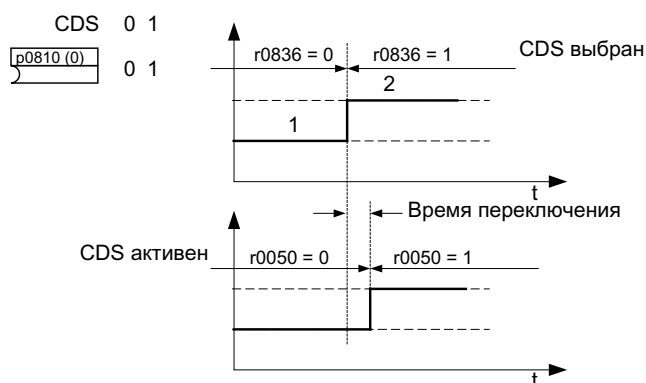 CDS 0 1
p0810 (0) 0 1
r0836 = 0 r0836 = 1 CDS выбран
2
1
t
Время переключения
CDS активен r0050 = 0 r0050 = 1
t